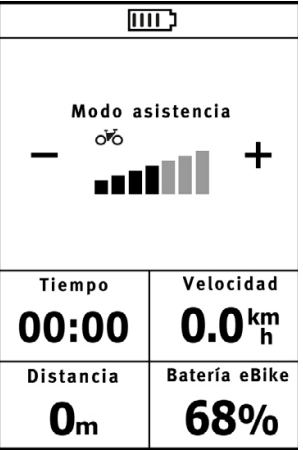 Modo asistencia
− +
Tiempo
00:00
Velocidad
0.0 km
h
Distancia
0m
Batería eBike
68%